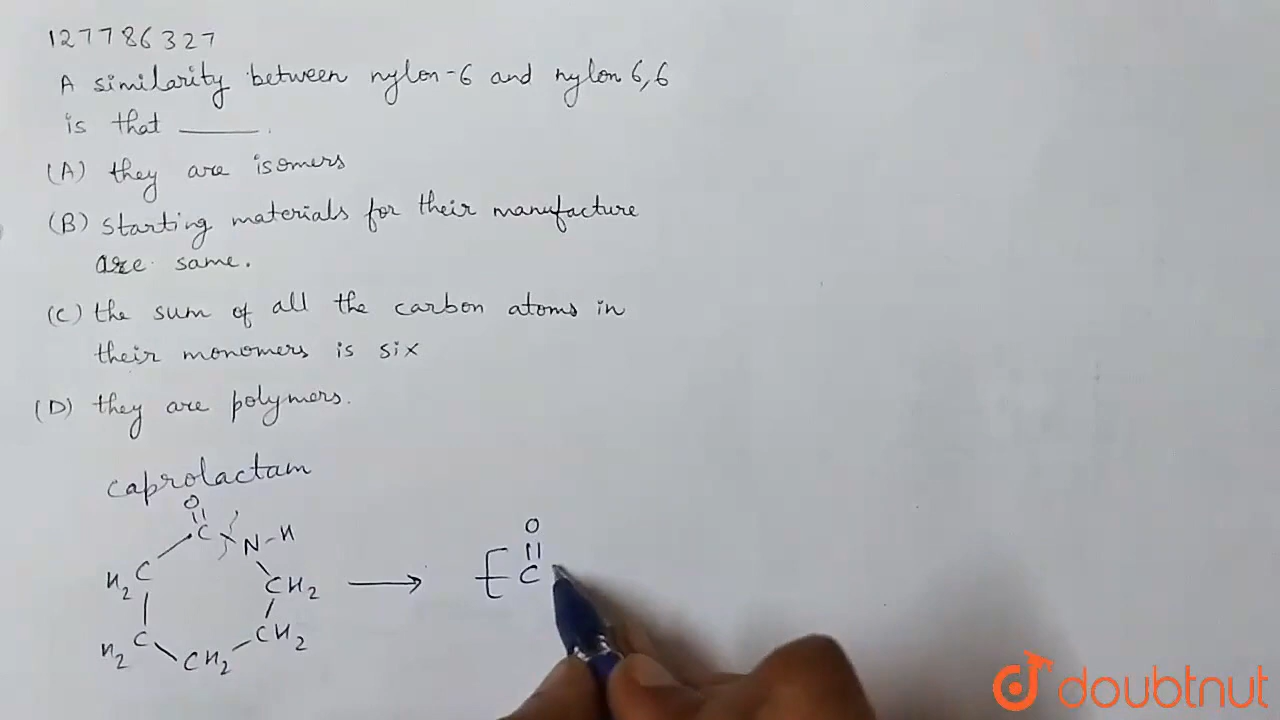 127786327
A similarity between nylon-6 and nylon 6,6
is that ______.
(A) they are isomers
(B) starting materials for their manufacture
are same.
(C) the sum of all the carbon atoms in
their monomers is six
(D) they are polymers.
caprolactam
O
C
N-H
H2C
CH2
O
C
H2C
CH2
CH2
doubtnut